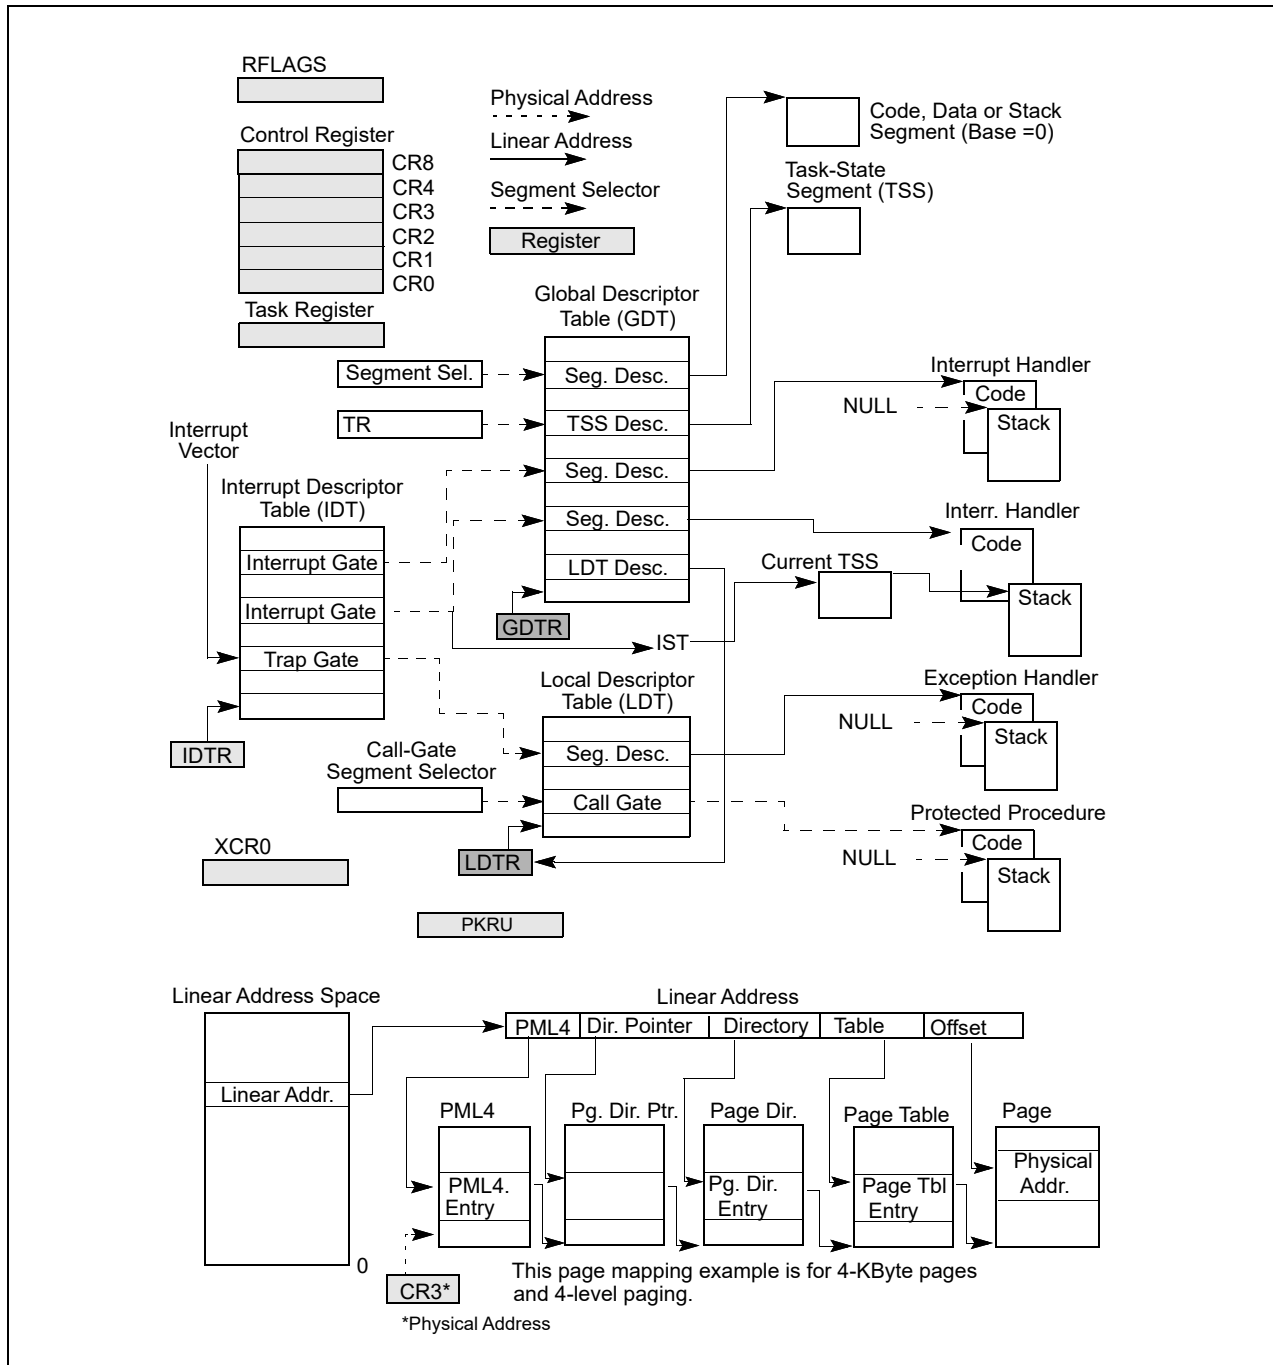 RFLAGS
Physical Address
Code, Data or Stack
Segment (Base =0)
Control Register
Linear Address
CR8
CR4
CR3
CR2
CR1
CR0
Task-State
Segment (TSS)
Segment Selector
Register
Task Register
Global Descriptor
Table (GDT)
Segment Sel.
Seg. Desc.
Interrupt Handler
Code
NULL
Stack
TR
TSS Desc.
Interrupt
Vector
Seg. Desc.
Interrupt Descriptor
Table (IDT)
Seg. Desc.
Interr. Handler
Code
Interrupt Gate
LDT Desc.
Current TSS
Stack
Interrupt Gate
GDTR
IST
Trap Gate
Local Descriptor
Table (LDT)
Exception Handler
Code
NULL
Stack
IDTR
Call-Gate
Segment Selector
Seg. Desc.
Call Gate
Protected Procedure
Code
NULL
Stack
XCR0
LDTR
PKRU
Linear Address Space
Linear Address
PML4
Dir. Pointer
Directory
Table
Offset
Linear Addr.
PML4
Pg. Dir. Ptr.
Page Dir.
Page Table
Page
PML4.
Entry
Pg. Dir.
Entry
Page Tbl
Entry
Physical
Addr.
0
CR3*
This page mapping example is for 4-KByte pages
and 4-level paging.
*Physical Address